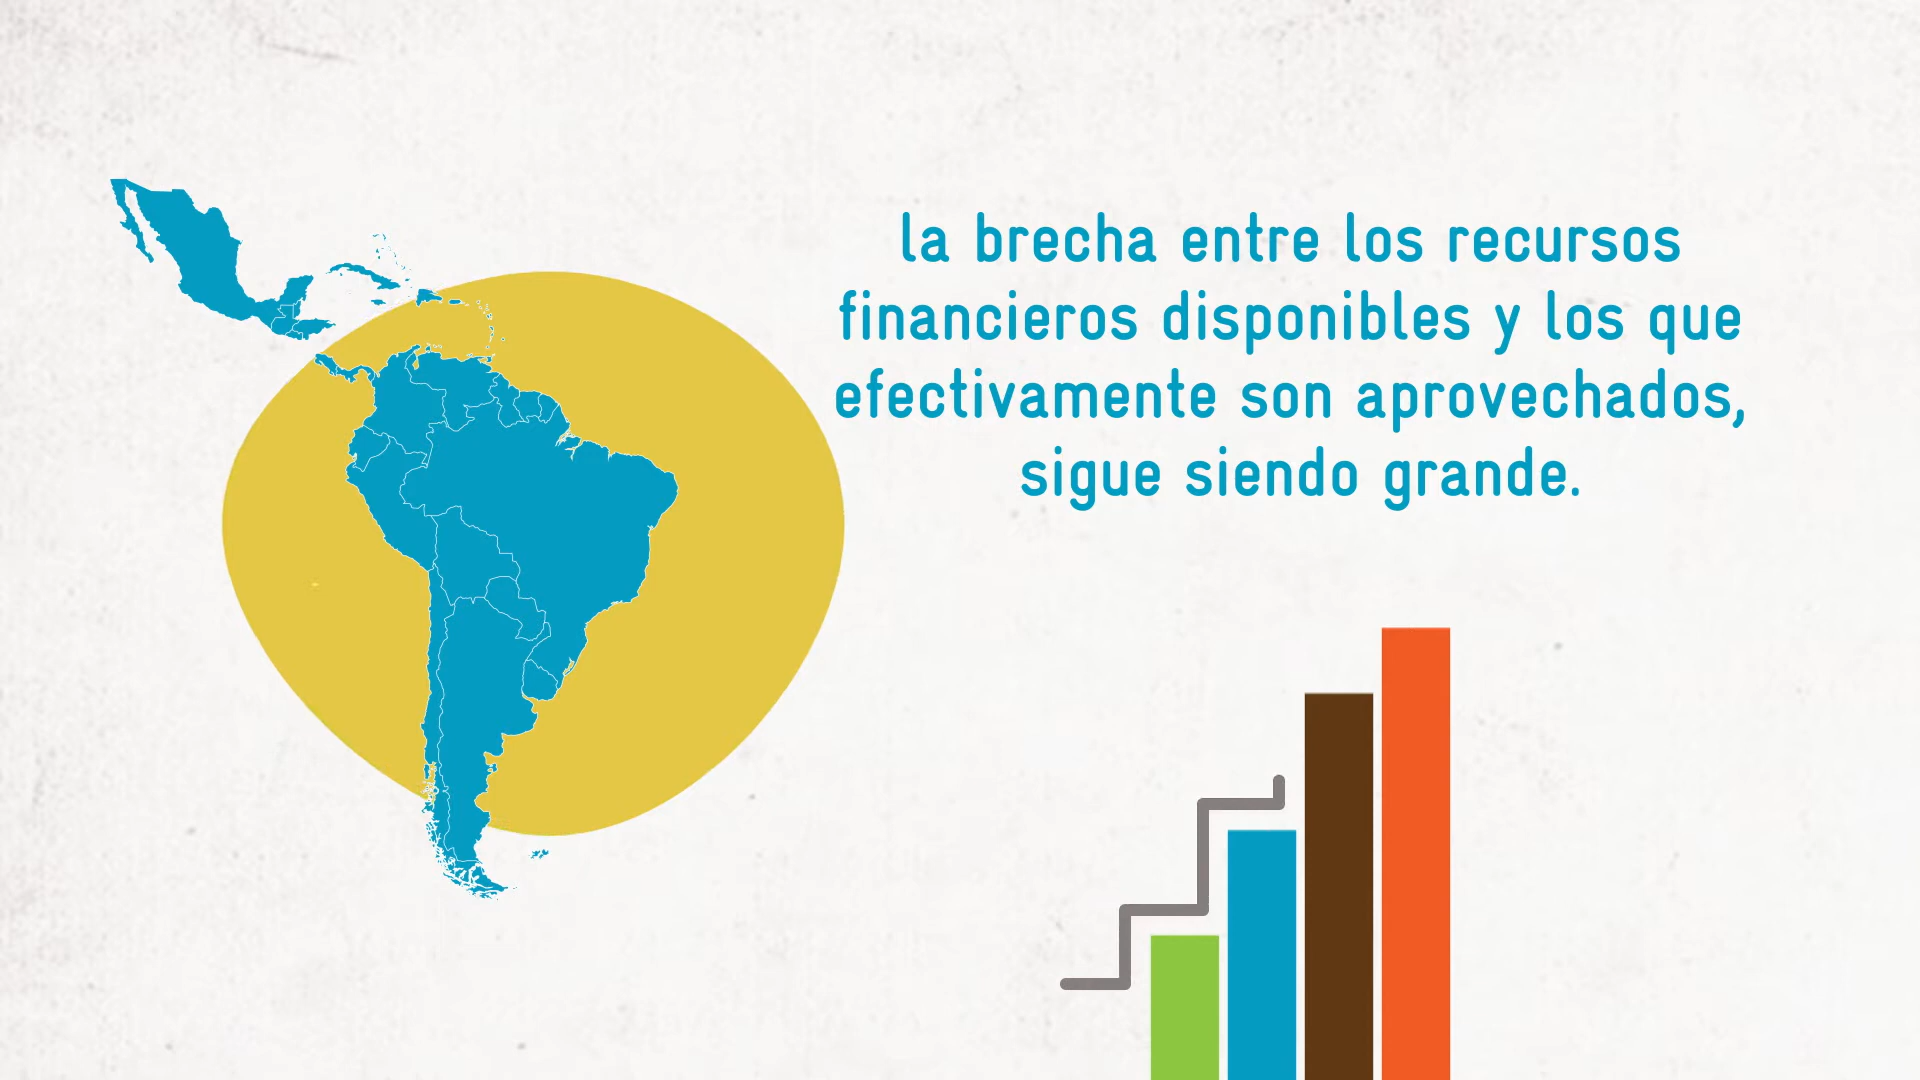 la brecha entre los recursos
financieros disponibles y los que
efectivamente son aprovechados,
sigue siendo grande.